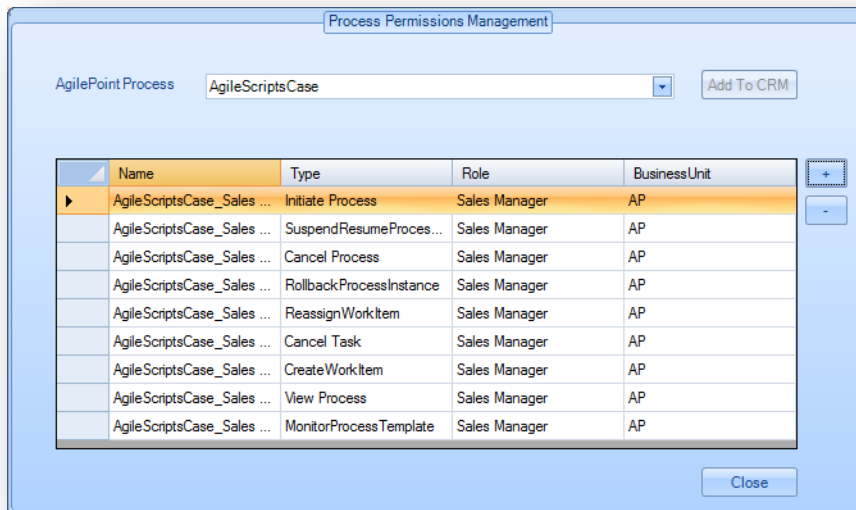 Process Permissions Management
AgilePoint Process AgileScriptsCase Add To CRM
Name Type Role BusinessUnit +
AgileScriptsCase_Sales ... Initiate Process Sales Manager AP
-
AgileScriptsCase_Sales ... SuspendResumeProces... Sales Manager AP
AgileScriptsCase_Sales ... Cancel Process Sales Manager AP
AgileScriptsCase_Sales ... RollbackProcessInstance Sales Manager AP
AgileScriptsCase_Sales ... ReassignWorkItem Sales Manager AP
AgileScriptsCase_Sales ... Cancel Task Sales Manager AP
AgileScriptsCase_Sales ... CreateWorkItem Sales Manager AP
AgileScriptsCase_Sales ... View Process Sales Manager AP
AgileScriptsCase_Sales ... MonitorProcessTemplate Sales Manager AP
Close